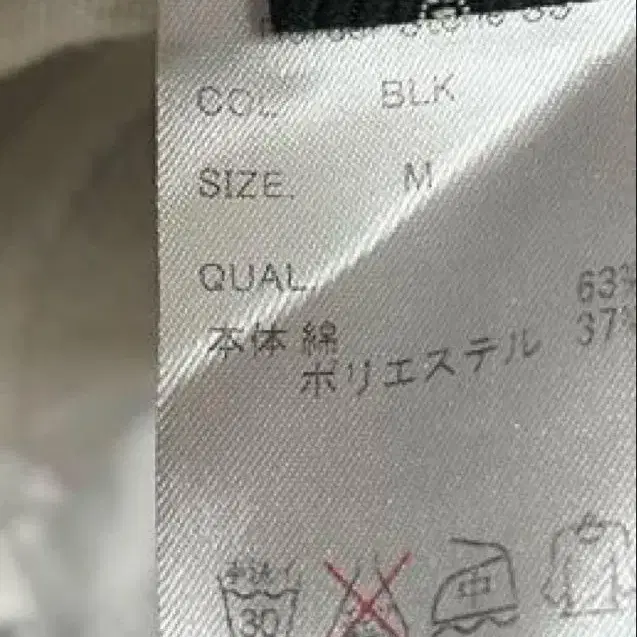 COL. BLK
SIZE. M
QUAL.
本体 綿 63%
ポリエステル 37%
手洗イ
30
中